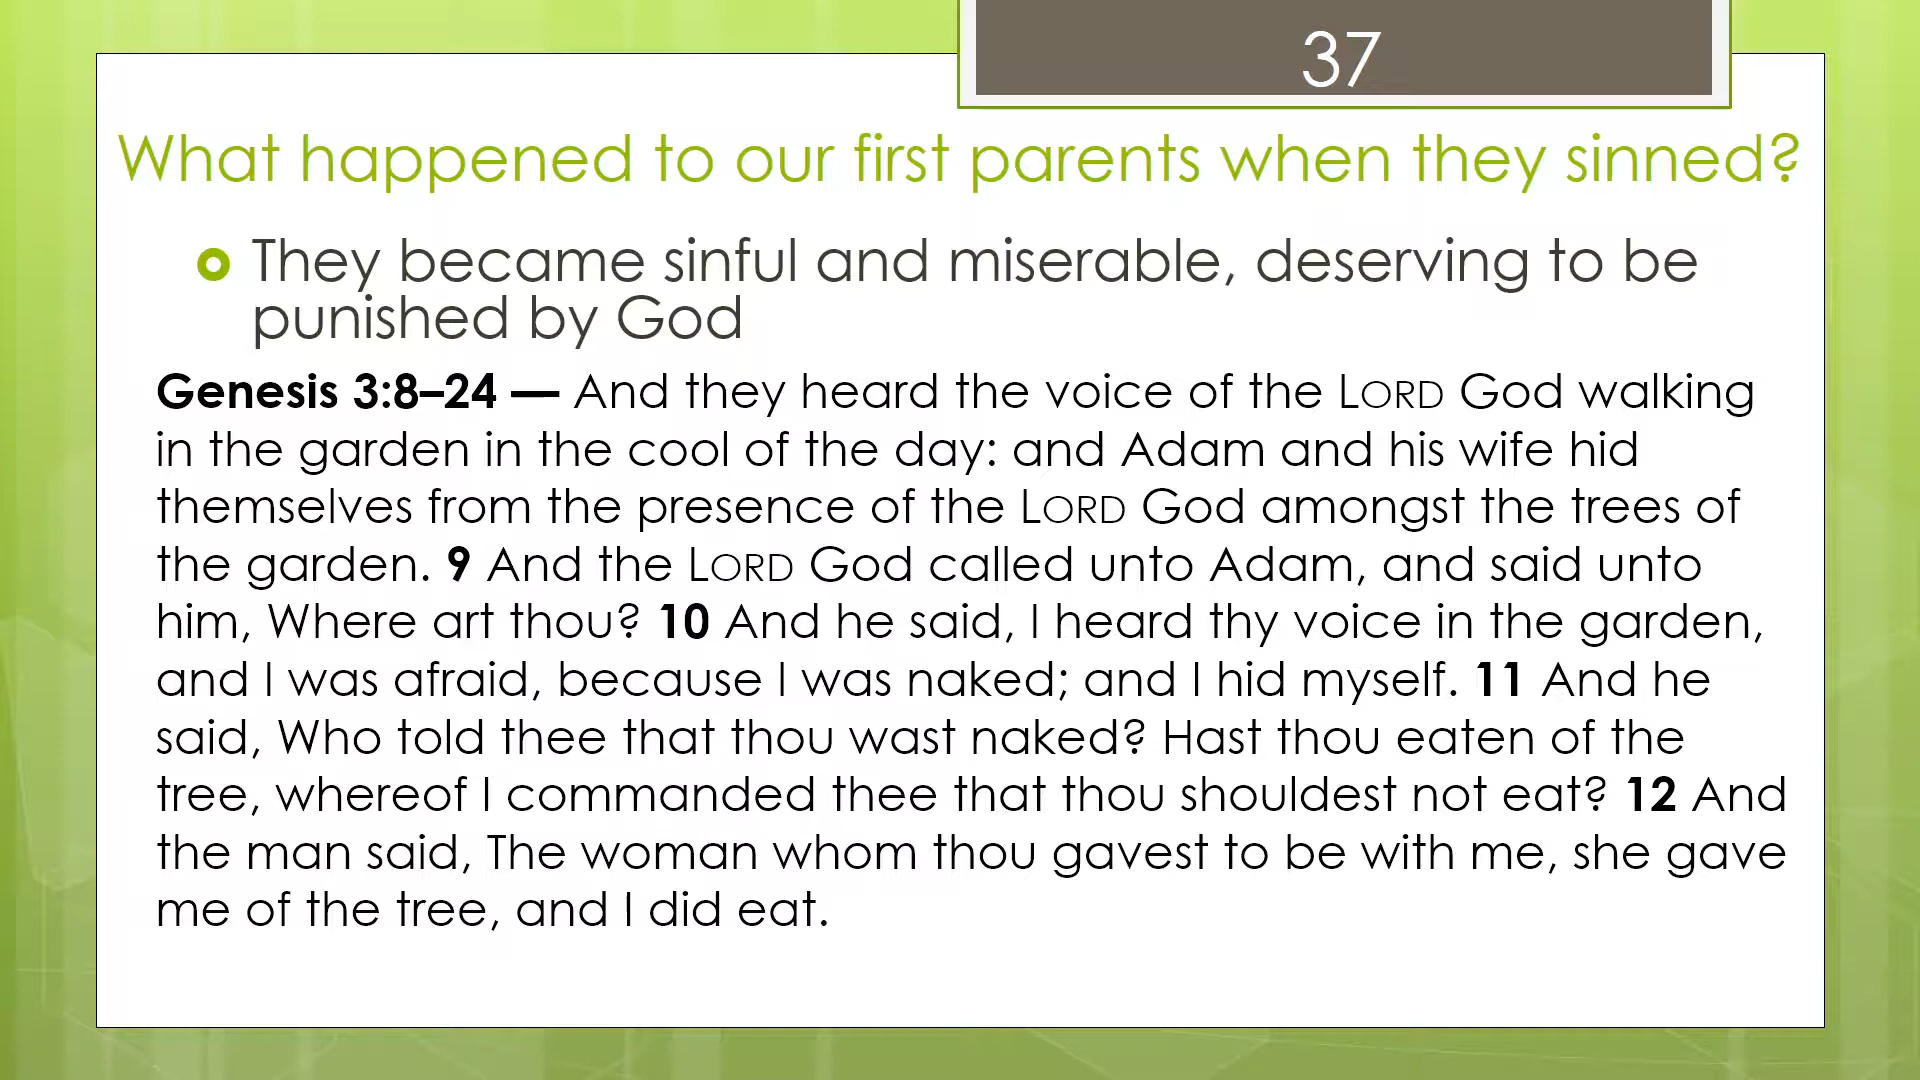 37
What happened to our first parents when they sinned?
They became sinful and miserable, deserving to be
punished by God
Genesis 3:8–24 — And they heard the voice of the LORD God walking
in the garden in the cool of the day: and Adam and his wife hid
themselves from the presence of the LORD God amongst the trees of
the garden. 9 And the LORD God called unto Adam, and said unto
him, Where art thou? 10 And he said, I heard thy voice in the garden,
and I was afraid, because I was naked; and I hid myself. 11 And he
said, Who told thee that thou wast naked? Hast thou eaten of the
tree, whereof I commanded thee that thou shouldest not eat? 12 And
the man said, The woman whom thou gavest to be with me, she gave
me of the tree, and I did eat.